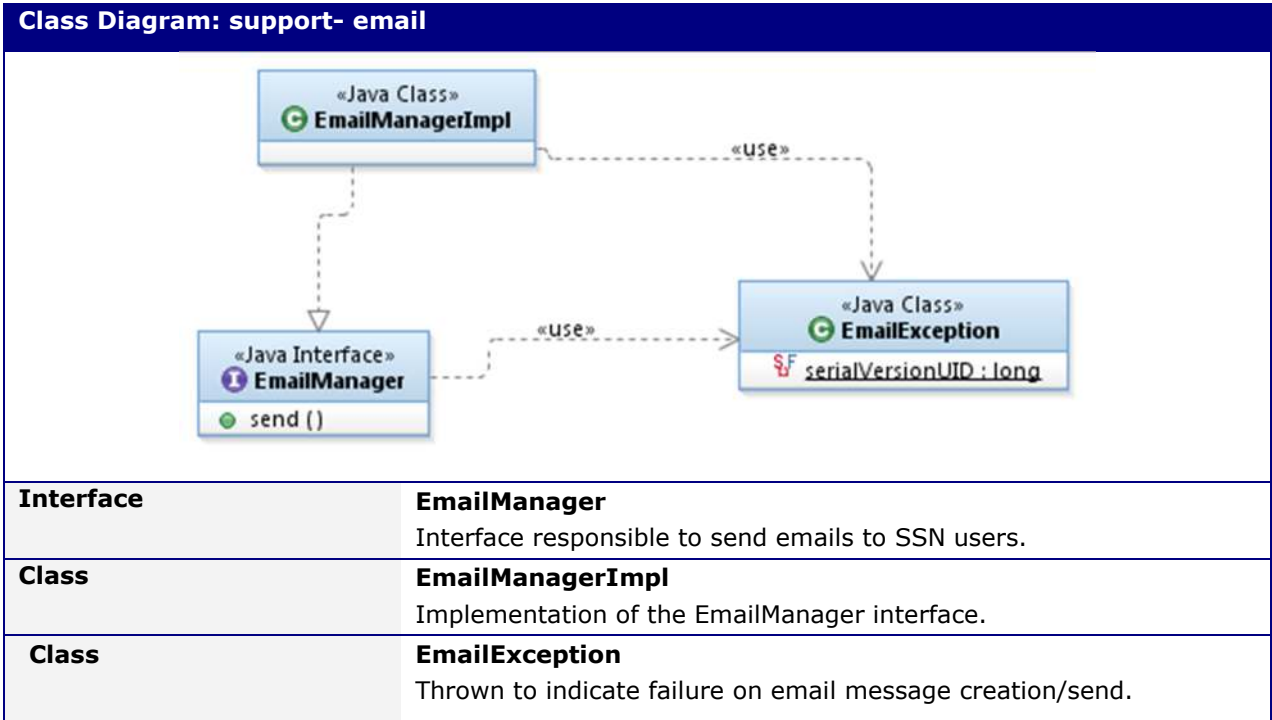 Class Diagram: support- email
«Java Class»
EmailManagerImpl
«use»
«Java Class»
EmailException
serialVersionUID : long
«use»
«Java Interface»
EmailManager
send ()
Interface
EmailManager
Interface responsible to send emails to SSN users.
Class
EmailManagerImpl
Implementation of the EmailManager interface.
Class
EmailException
Thrown to indicate failure on email message creation/send.